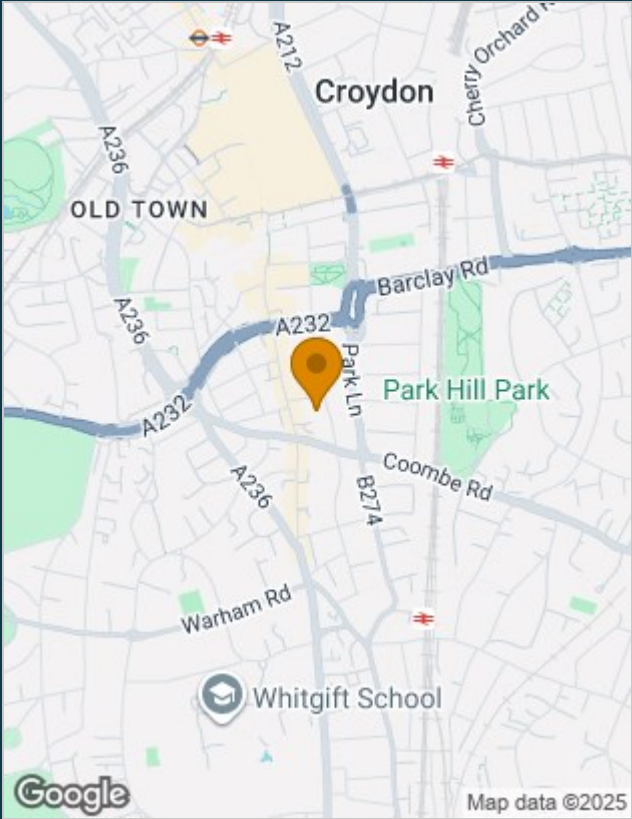 A212
Croydon
Cherry Orchard R
A236
OLD TOWN
Barclay Rd
A236
A232
Park Ln
Park Hill Park
A232
Coombe Rd
A236
B274
Warham Rd
Whitgift School
Google
Map data ©2025